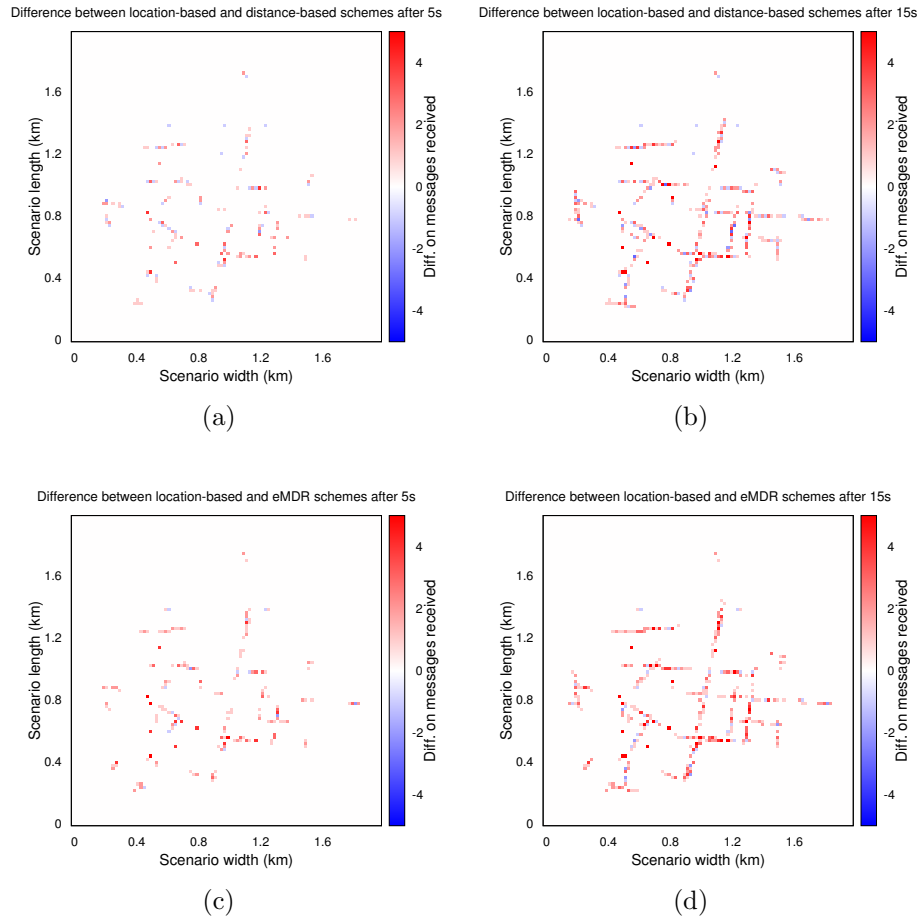 Difference between location-based and distance-based schemes after 5s
Difference between location-based and distance-based schemes after 15s
Scenario length (km)
1.6
1.2
0.8
0.4
0
0 0.4 0.8 1.2 1.6
Scenario width (km)
4
2
0
-2
-4
Diff. on messages received
Scenario length (km)
1.6
1.2
0.8
0.4
0
0 0.4 0.8 1.2 1.6
Scenario width (km)
4
2
0
-2
-4
Diff. on messages received
(a)
(b)
Difference between location-based and eMDR schemes after 5s
Difference between location-based and eMDR schemes after 15s
Scenario length (km)
1.6
1.2
0.8
0.4
0
0 0.4 0.8 1.2 1.6
Scenario width (km)
4
2
0
-2
-4
Diff. on messages received
Scenario length (km)
1.6
1.2
0.8
0.4
0
0 0.4 0.8 1.2 1.6
Scenario width (km)
4
2
0
-2
-4
Diff. on messages received
(c)
(d)